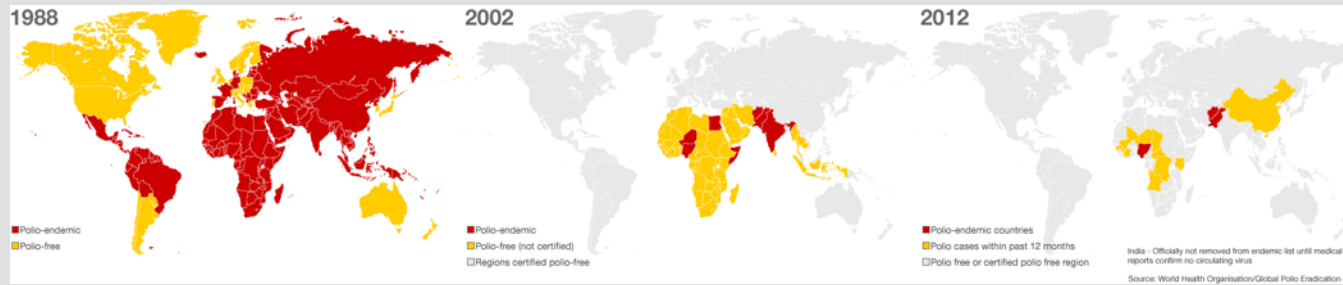 1988
Polio-endemic
Polio-free
2002
Polio-endemic
Polio-free (not certified)
Regions certified polio-free
2012
Polio-endemic countries
Polio cases within past 12 months
Polio free or certified polio free region
India - Officially not removed from endemic list until medical
reports confirm no circulating virus
Source: World Health Organisation/Global Polio Eradication